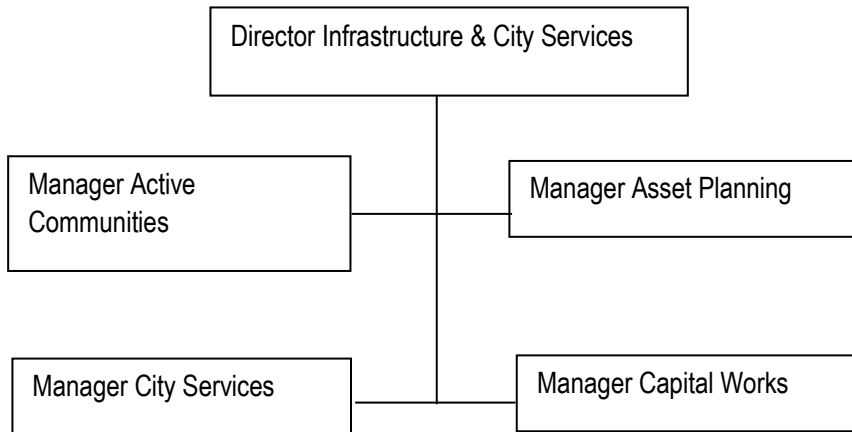 Director Infrastructure & City Services
Manager Active
Communities
Manager Asset Planning
Manager City Services
Manager Capital Works